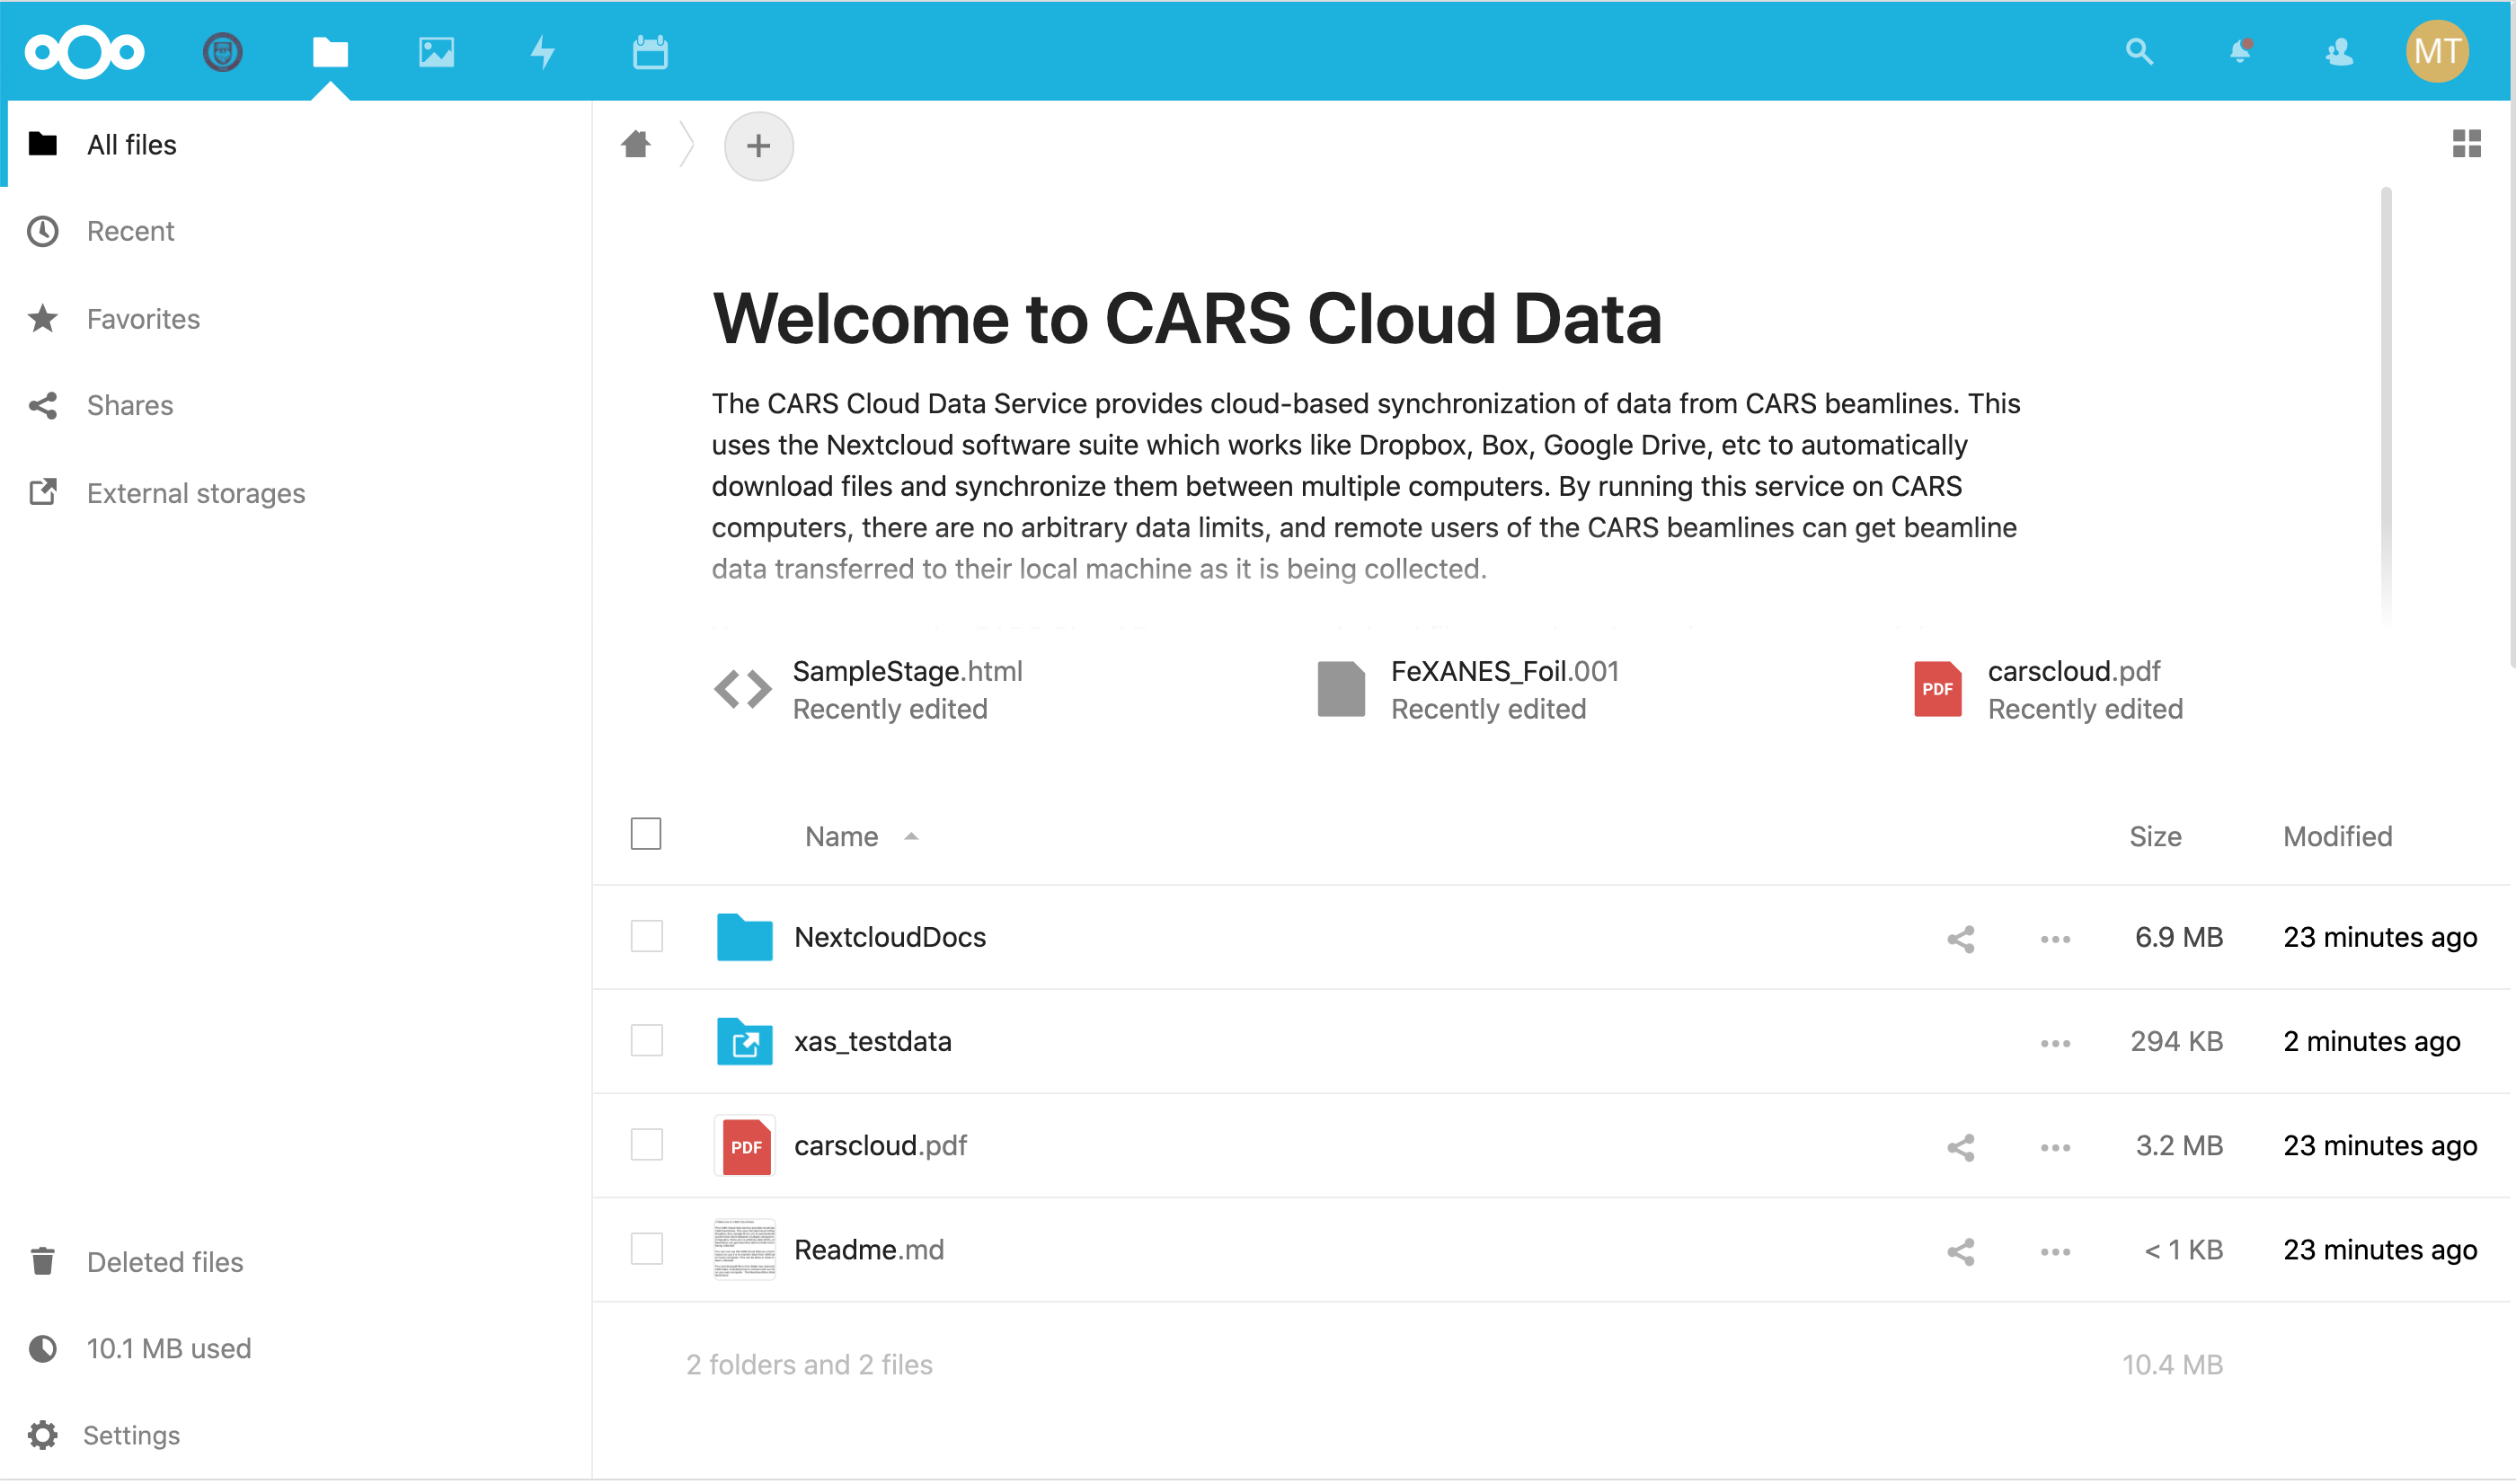 MT
All files
Recent
Favorites
Shares
External storages
Welcome to CARS Cloud Data
The CARS Cloud Data Service provides cloud-based synchronization of data from CARS beamlines. This
uses the Nextcloud software suite which works like Dropbox, Box, Google Drive, etc to automatically
download files and synchronize them between multiple computers. By running this service on CARS
computers, there are no arbitrary data limits, and remote users of the CARS beamlines can get beamline
data transferred to their local machine as it is being collected.
SampleStage.html
Recently edited
FeXANES_Foil.001
Recently edited
PDF
carscloud.pdf
Recently edited
Name Size Modified
NextcloudDocs 6.9 MB 23 minutes ago
xas_testdata 294 KB 2 minutes ago
PDF carscloud.pdf 3.2 MB 23 minutes ago
Readme.md < 1 KB 23 minutes ago
2 folders and 2 files 10.4 MB
Deleted files
10.1 MB used
Settings